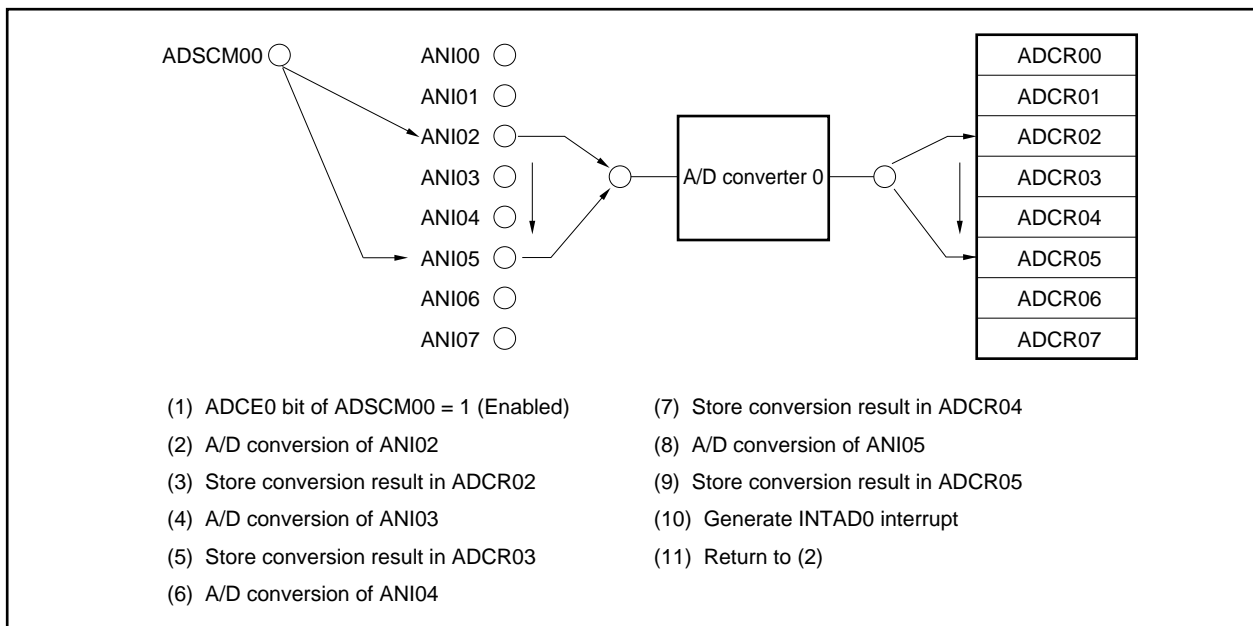 ADSCM00
ANI00
ANI01
ANI02
ANI03
ANI04
ANI05
ANI06
ANI07
A/D converter 0
ADCR00
ADCR01
ADCR02
ADCR03
ADCR04
ADCR05
ADCR06
ADCR07
(1) ADCE0 bit of ADSCM00 = 1 (Enabled)
(2) A/D conversion of ANI02
(3) Store conversion result in ADCR02
(4) A/D conversion of ANI03
(5) Store conversion result in ADCR03
(6) A/D conversion of ANI04
(7) Store conversion result in ADCR04
(8) A/D conversion of ANI05
(9) Store conversion result in ADCR05
(10) Generate INTAD0 interrupt
(11) Return to (2)